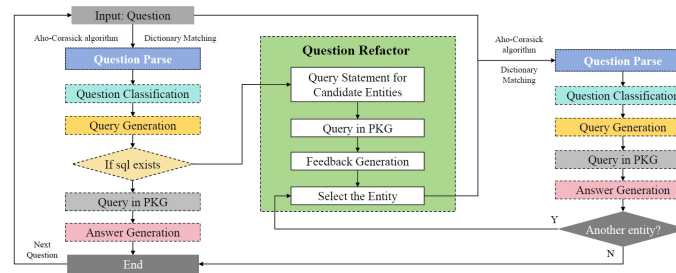 Input: Question
Aho-Corasick algorithm
Dictionary Matching
Question Parse
Question Classification
Query Generation
If sql exists
Query in PKG
Answer Generation
Next
Question
End
Question Refactor
Query Statement for
Candidate Entities
Query in PKG
Feedback Generation
Select the Entity
Aho-Corasick
algorithm
Dictionary
Matching
Question Parse
Question Classification
Query Generation
Query in PKG
Answer Generation
Y
Another entity?
N